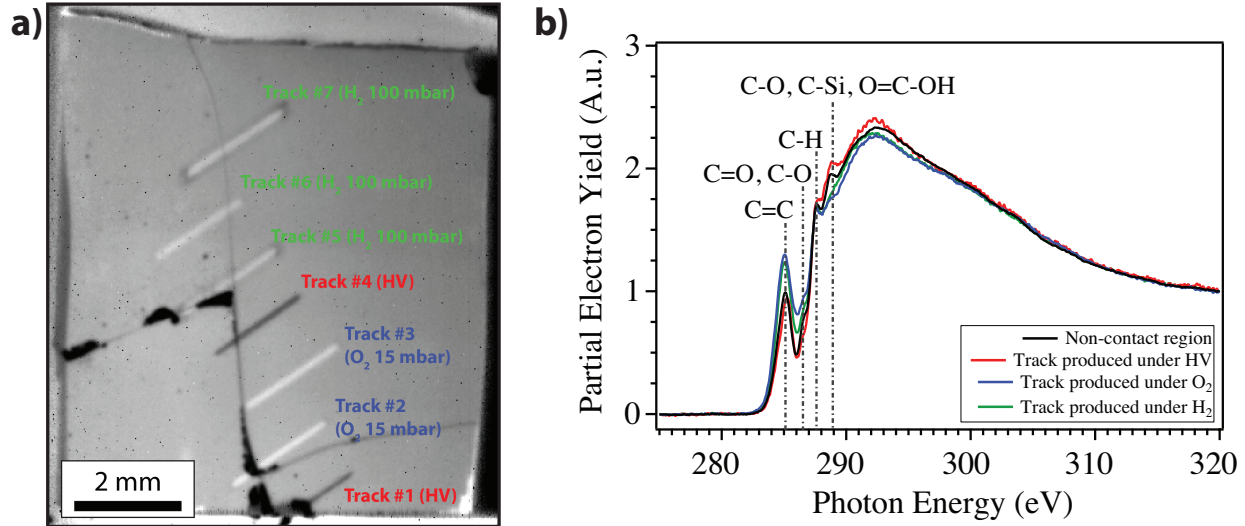 a)
Track #7 (H₂ 100 mbar)
Track #6 (H₂ 100 mbar)
Track #5 (H₂ 100 mbar)
Track #4 (HV)
Track #3
(O₂ 15 mbar)
Track #2
(O₂ 15 mbar)
Track #1 (HV)
2 mm
b)
Partial Electron Yield (A.u.)
3
2
1
0
C-O, C-Si, O=C-OH
C-H
C=O, C-O
C=C
Non-contact region
Track produced under HV
Track produced under O₂
Track produced under H₂
280 290 300 310 320
Photon Energy (eV)